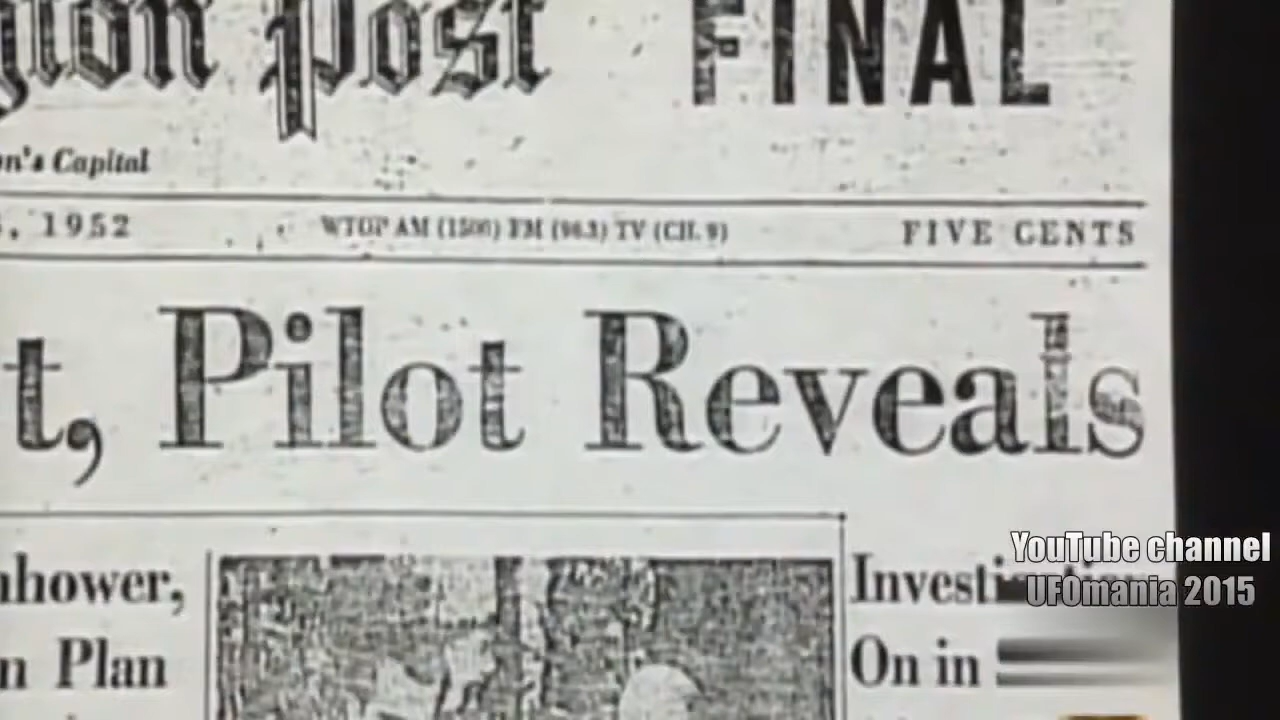 gton Post FINAL
n's Capital
, 1952 WTOP AM (1500) FM (96.3) TV (CH. 9) FIVE CENTS
t, Pilot Reveals
nhower,
n Plan
Investi
On in
YouTube channel
UFOmania 2015